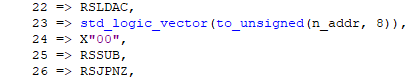 22 => RSLDAC,
23 => std_logic_vector(to_unsigned(n_addr, 8)),
24 => X"00",
25 => RSSUB,
26 => RSJPNZ,